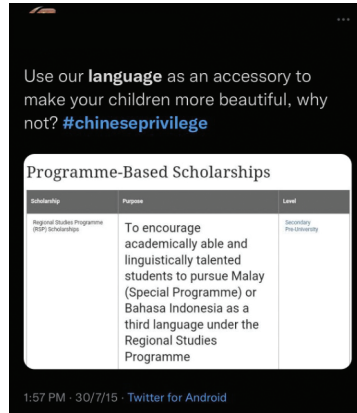 Use our language as an accessory to
make your children more beautiful, why
not? #chineseprivilege
Programme-Based Scholarships
Scholarship Purpose Level
Regional Studies Programme
(RSP) Scholarships
To encourage
academically able and
linguistically talented
students to pursue Malay
(Special Programme) or
Bahasa Indonesia as a
third language under the
Regional Studies
Programme
Secondary
Pre-University
1:57 PM · 30/7/15 · Twitter for Android